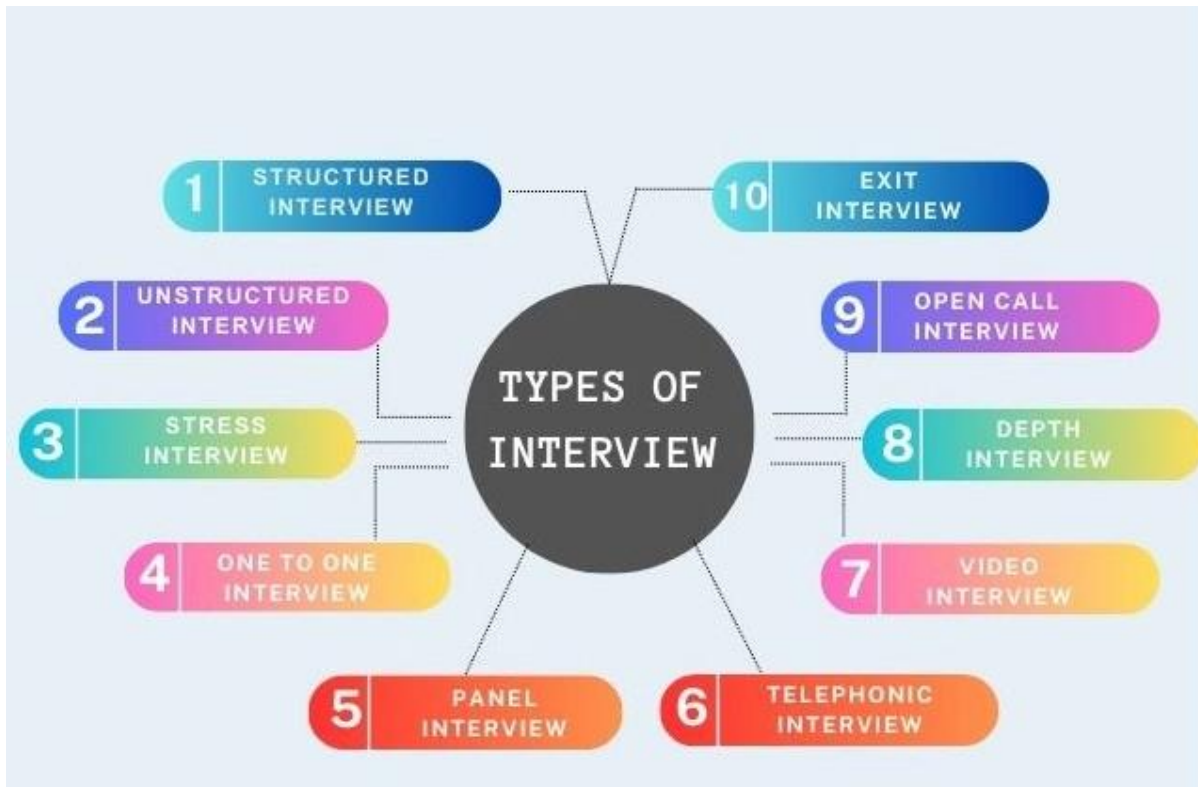 1
STRUCTURED
INTERVIEW
2
UNSTRUCTURED
INTERVIEW
3
STRESS
INTERVIEW
4
ONE TO ONE
INTERVIEW
5
PANEL
INTERVIEW
6
TELEPHONIC
INTERVIEW
7
VIDEO
INTERVIEW
8
DEPTH
INTERVIEW
9
OPEN CALL
INTERVIEW
10
EXIT
INTERVIEW
TYPES OF
INTERVIEW